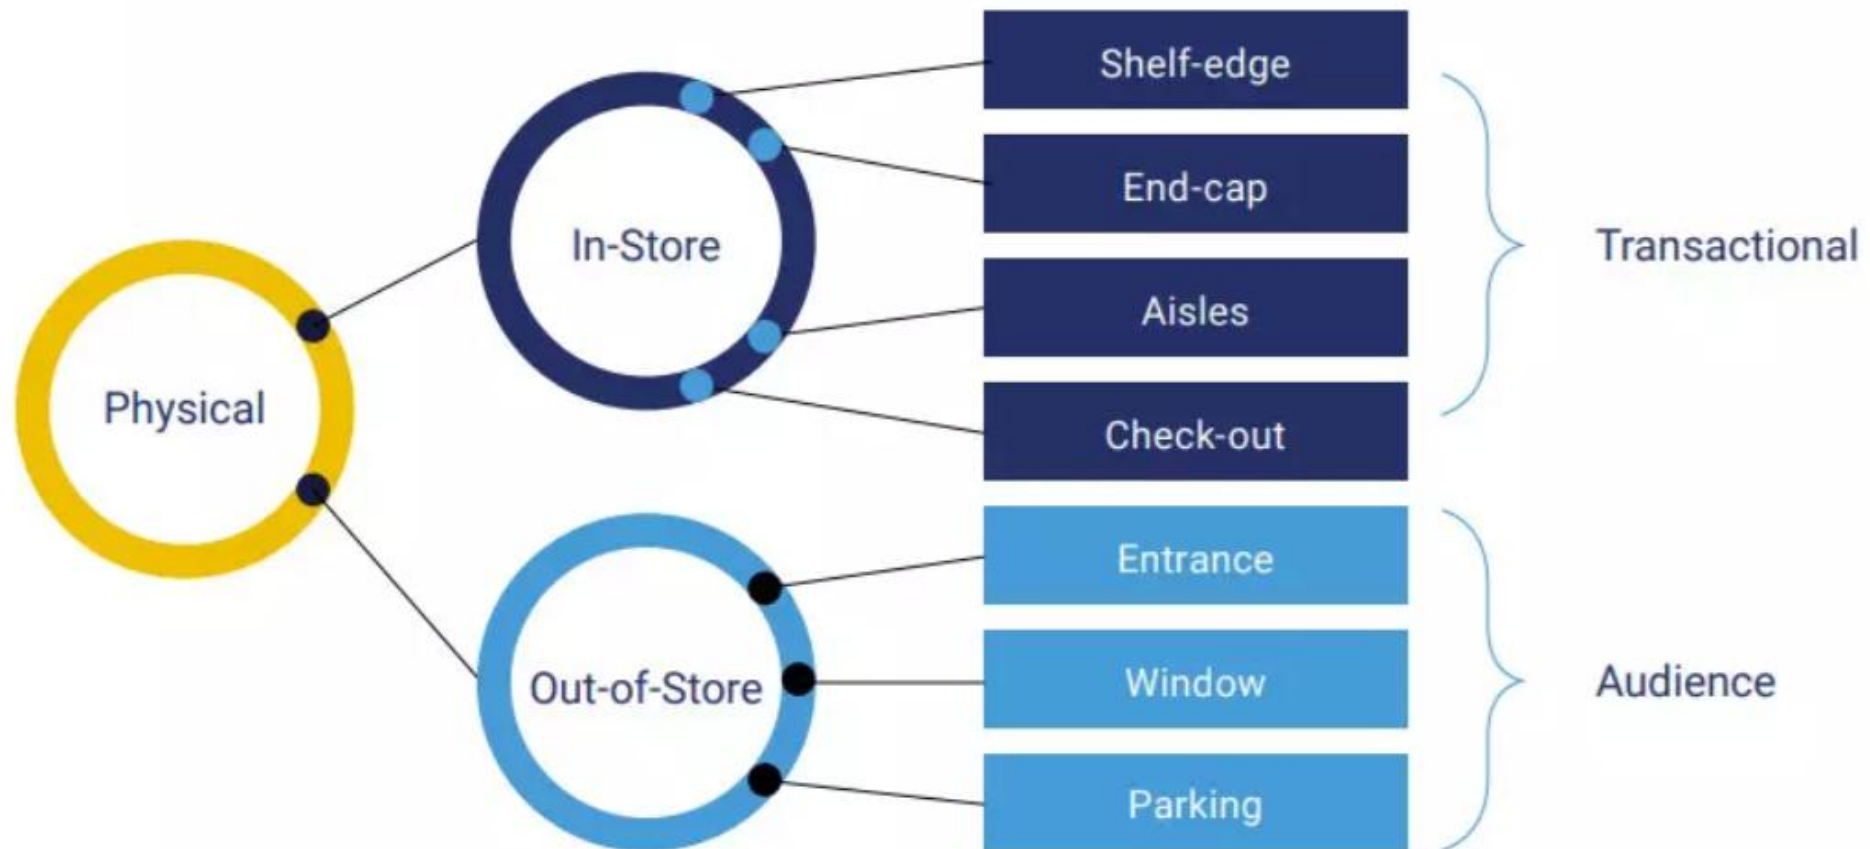 Physical
In-Store
Shelf-edge
End-cap
Aisles
Check-out
Transactional
Out-of-Store
Entrance
Window
Parking
Audience